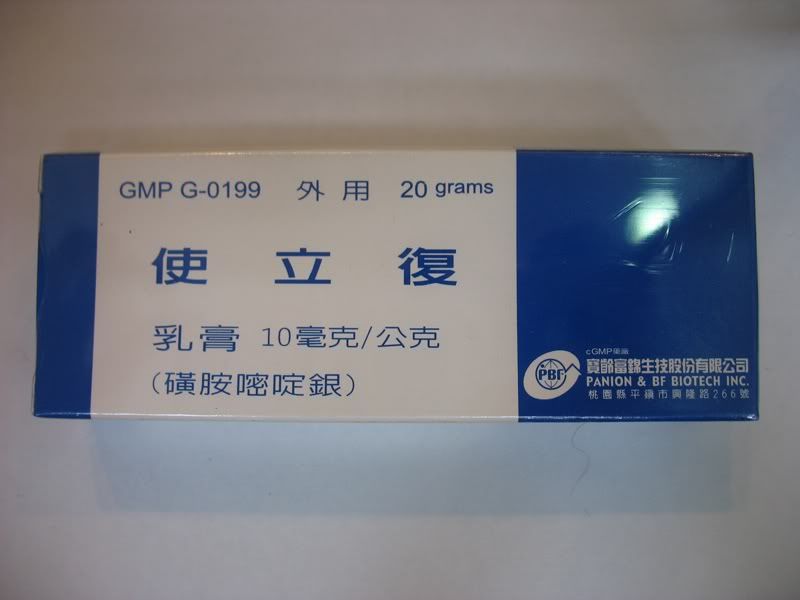 GMP G-0199 外用 20 grams
使立復
乳膏 10毫克/公克
(磺胺嘧啶銀)
cGMP藥廠
PBF
寶齡富錦生技股份有限公司
PANION & BF BIOTECH INC.
桃園縣平鎮市興隆路266號